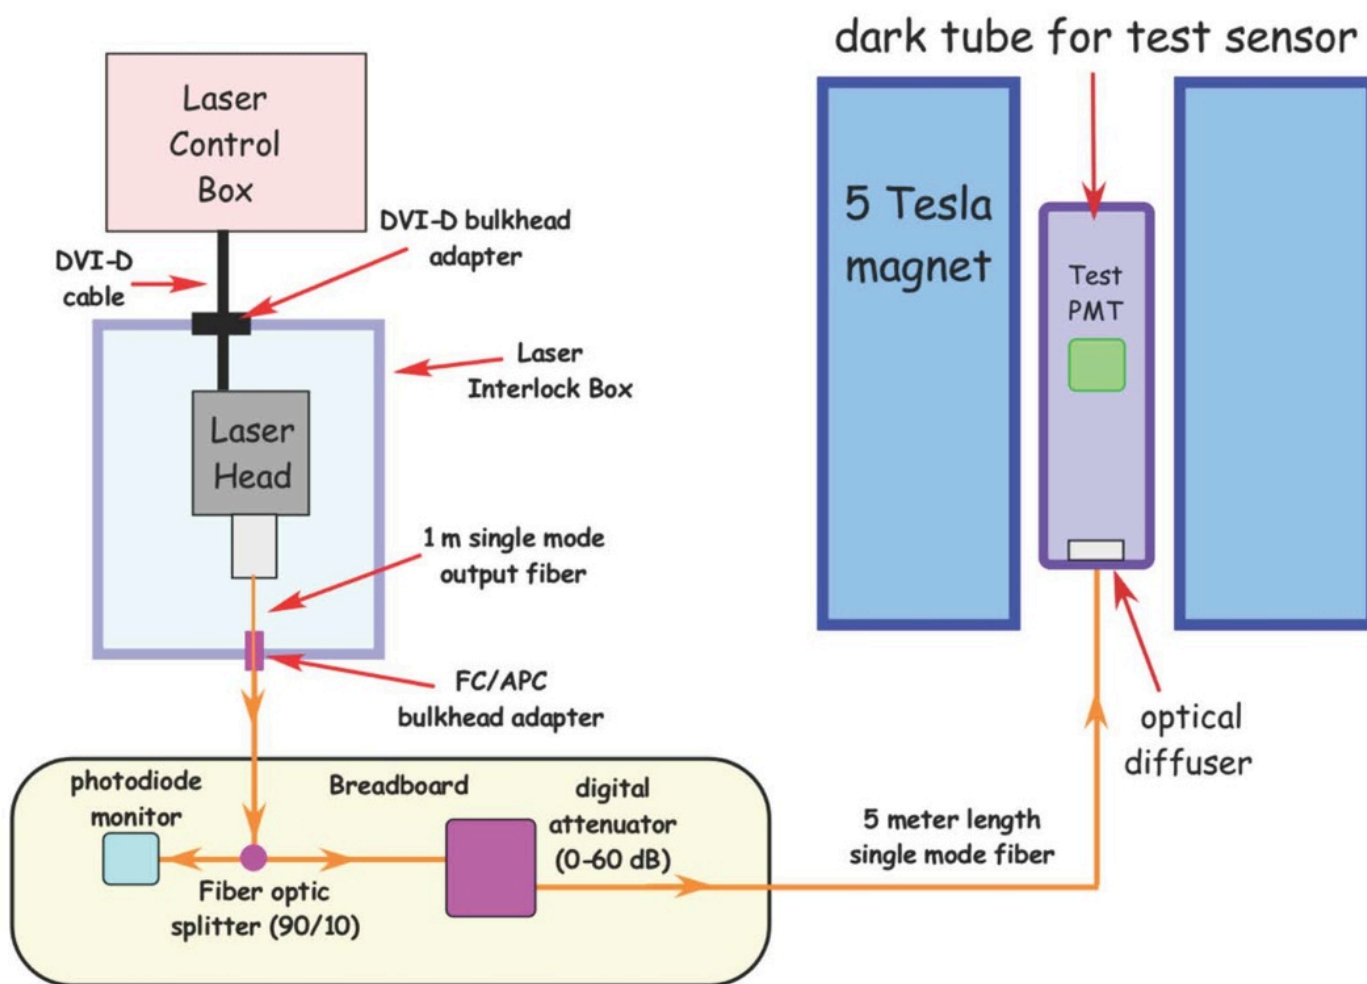 dark tube for test sensor
Laser
Control
Box
DVI-D bulkhead
adapter
DVI-D
cable
Laser
Interlock Box
Laser
Head
1 m single mode
output fiber
FC/APC
bulkhead adapter
5 Tesla
magnet
Test
PMT
optical
diffuser
photodiode
monitor
Breadboard
digital
attenuator
(0-60 dB)
Fiber optic
splitter (90/10)
5 meter length
single mode fiber